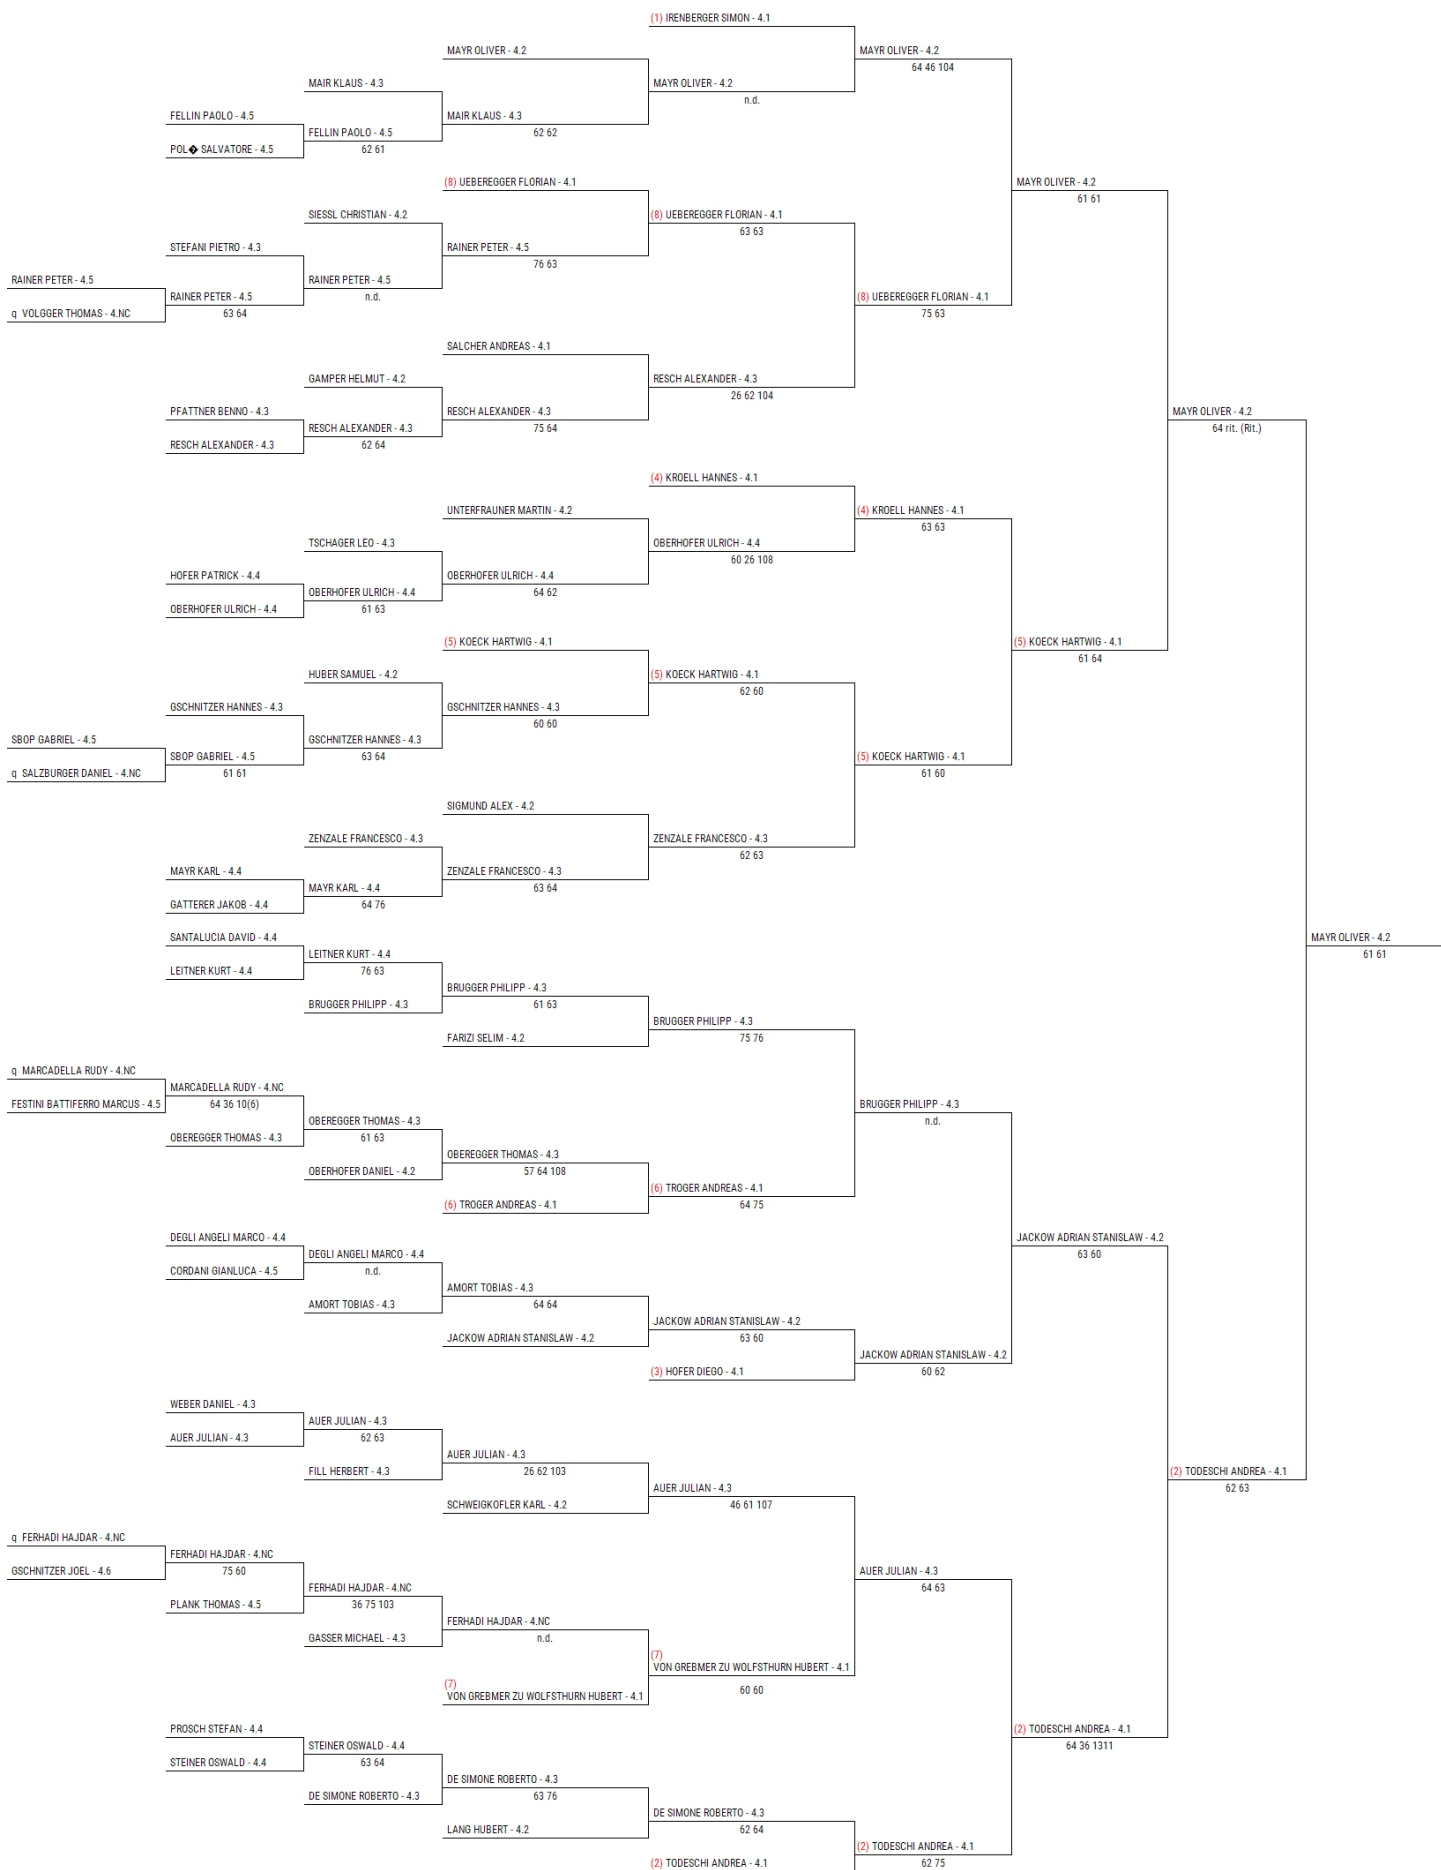 (1) IRENBERGER SIMON - 4.1
MAYR OLIVER - 4.2
MAYR OLIVER - 4.2
64 46 104
MAIR KLAUS - 4.3
MAYR OLIVER - 4.2
n.d.
FELLIN PAOLO - 4.5
MAIR KLAUS - 4.3
62 62
FELLIN PAOLO - 4.5
62 61
POL� SALVATORE - 4.5
(8) UEBEREGGER FLORIAN - 4.1
MAYR OLIVER - 4.2
61 61
SIESSL CHRISTIAN - 4.2
(8) UEBEREGGER FLORIAN - 4.1
63 63
STEFANI PIETRO - 4.3
RAINER PETER - 4.5
76 63
RAINER PETER - 4.5
RAINER PETER - 4.5
n.d.
RAINER PETER - 4.5
63 64
(8) UEBEREGGER FLORIAN - 4.1
75 63
q VOLGGER THOMAS - 4.NC
SALCHER ANDREAS - 4.1
GAMPER HELMUT - 4.2
RESCH ALEXANDER - 4.3
26 62 104
PFATTNER BENNO - 4.3
RESCH ALEXANDER - 4.3
75 64
MAYR OLIVER - 4.2
64 rit. (Rit.)
RESCH ALEXANDER - 4.3
62 64
RESCH ALEXANDER - 4.3
(4) KROELL HANNES - 4.1
UNTERFRAUNER MARTIN - 4.2
(4) KROELL HANNES - 4.1
63 63
TSCHAGER LEO - 4.3
OBERHOFER ULRICH - 4.4
60 26 108
HOFER PATRICK - 4.4
OBERHOFER ULRICH - 4.4
64 62
OBERHOFER ULRICH - 4.4
61 63
OBERHOFER ULRICH - 4.4
(5) KOECK HARTWIG - 4.1
(5) KOECK HARTWIG - 4.1
61 64
HUBER SAMUEL - 4.2
(5) KOECK HARTWIG - 4.1
62 60
GSCHNITZER HANNES - 4.3
GSCHNITZER HANNES - 4.3
60 60
SBOP GABRIEL - 4.5
GSCHNITZER HANNES - 4.3
63 64
SBOP GABRIEL - 4.5
61 61
(5) KOECK HARTWIG - 4.1
61 60
q SALZBURGER DANIEL - 4.NC
SIGMUND ALEX - 4.2
ZENZALE FRANCESCO - 4.3
ZENZALE FRANCESCO - 4.3
62 63
MAYR KARL - 4.4
ZENZALE FRANCESCO - 4.3
63 64
MAYR KARL - 4.4
64 76
GATTERER JAKOB - 4.4
SANTALUCIA DAVID - 4.4
MAYR OLIVER - 4.2
61 61
LEITNER KURT - 4.4
76 63
LEITNER KURT - 4.4
BRUGGER PHILIPP - 4.3
61 63
BRUGGER PHILIPP - 4.3
BRUGGER PHILIPP - 4.3
75 76
FARIZI SELIM - 4.2
q MARCADELLA RUDY - 4.NC
MARCADELLA RUDY - 4.NC
64 36 10(6)
FESTINI BATTIFERRO MARCUS - 4.5
BRUGGER PHILIPP - 4.3
n.d.
OBEREGGER THOMAS - 4.3
61 63
OBEREGGER THOMAS - 4.3
OBEREGGER THOMAS - 4.3
57 64 108
OBERHOFER DANIEL - 4.2
(6) TROGER ANDREAS - 4.1
64 75
(6) TROGER ANDREAS - 4.1
DEGLI ANGELI MARCO - 4.4
JACKOW ADRIAN STANISLAW - 4.2
63 60
DEGLI ANGELI MARCO - 4.4
n.d.
CORDANI GIANLUCA - 4.5
AMORT TOBIAS - 4.3
64 64
AMORT TOBIAS - 4.3
JACKOW ADRIAN STANISLAW - 4.2
63 60
JACKOW ADRIAN STANISLAW - 4.2
JACKOW ADRIAN STANISLAW - 4.2
60 62
(3) HOFER DIEGO - 4.1
WEBER DANIEL - 4.3
AUER JULIAN - 4.3
62 63
AUER JULIAN - 4.3
AUER JULIAN - 4.3
26 62 103
FILL HERBERT - 4.3
(2) TODESCHI ANDREA - 4.1
62 63
AUER JULIAN - 4.3
46 61 107
SCHWEIGKOFLER KARL - 4.2
q FERHADI HAJDAR - 4.NC
FERHADI HAJDAR - 4.NC
75 60
GSCHNITZER JOEL - 4.6
AUER JULIAN - 4.3
64 63
FERHADI HAJDAR - 4.NC
36 75 103
PLANK THOMAS - 4.5
FERHADI HAJDAR - 4.NC
n.d.
GASSER MICHAEL - 4.3
(7)
VON GREBMER ZU WOLFSTHURN HUBERT - 4.1
60 60
(7)
VON GREBMER ZU WOLFSTHURN HUBERT - 4.1
PROSCH STEFAN - 4.4
(2) TODESCHI ANDREA - 4.1
64 36 1311
STEINER OSWALD - 4.4
63 64
STEINER OSWALD - 4.4
DE SIMONE ROBERTO - 4.3
63 76
DE SIMONE ROBERTO - 4.3
DE SIMONE ROBERTO - 4.3
62 64
LANG HUBERT - 4.2
(2) TODESCHI ANDREA - 4.1
62 75
(2) TODESCHI ANDREA - 4.1